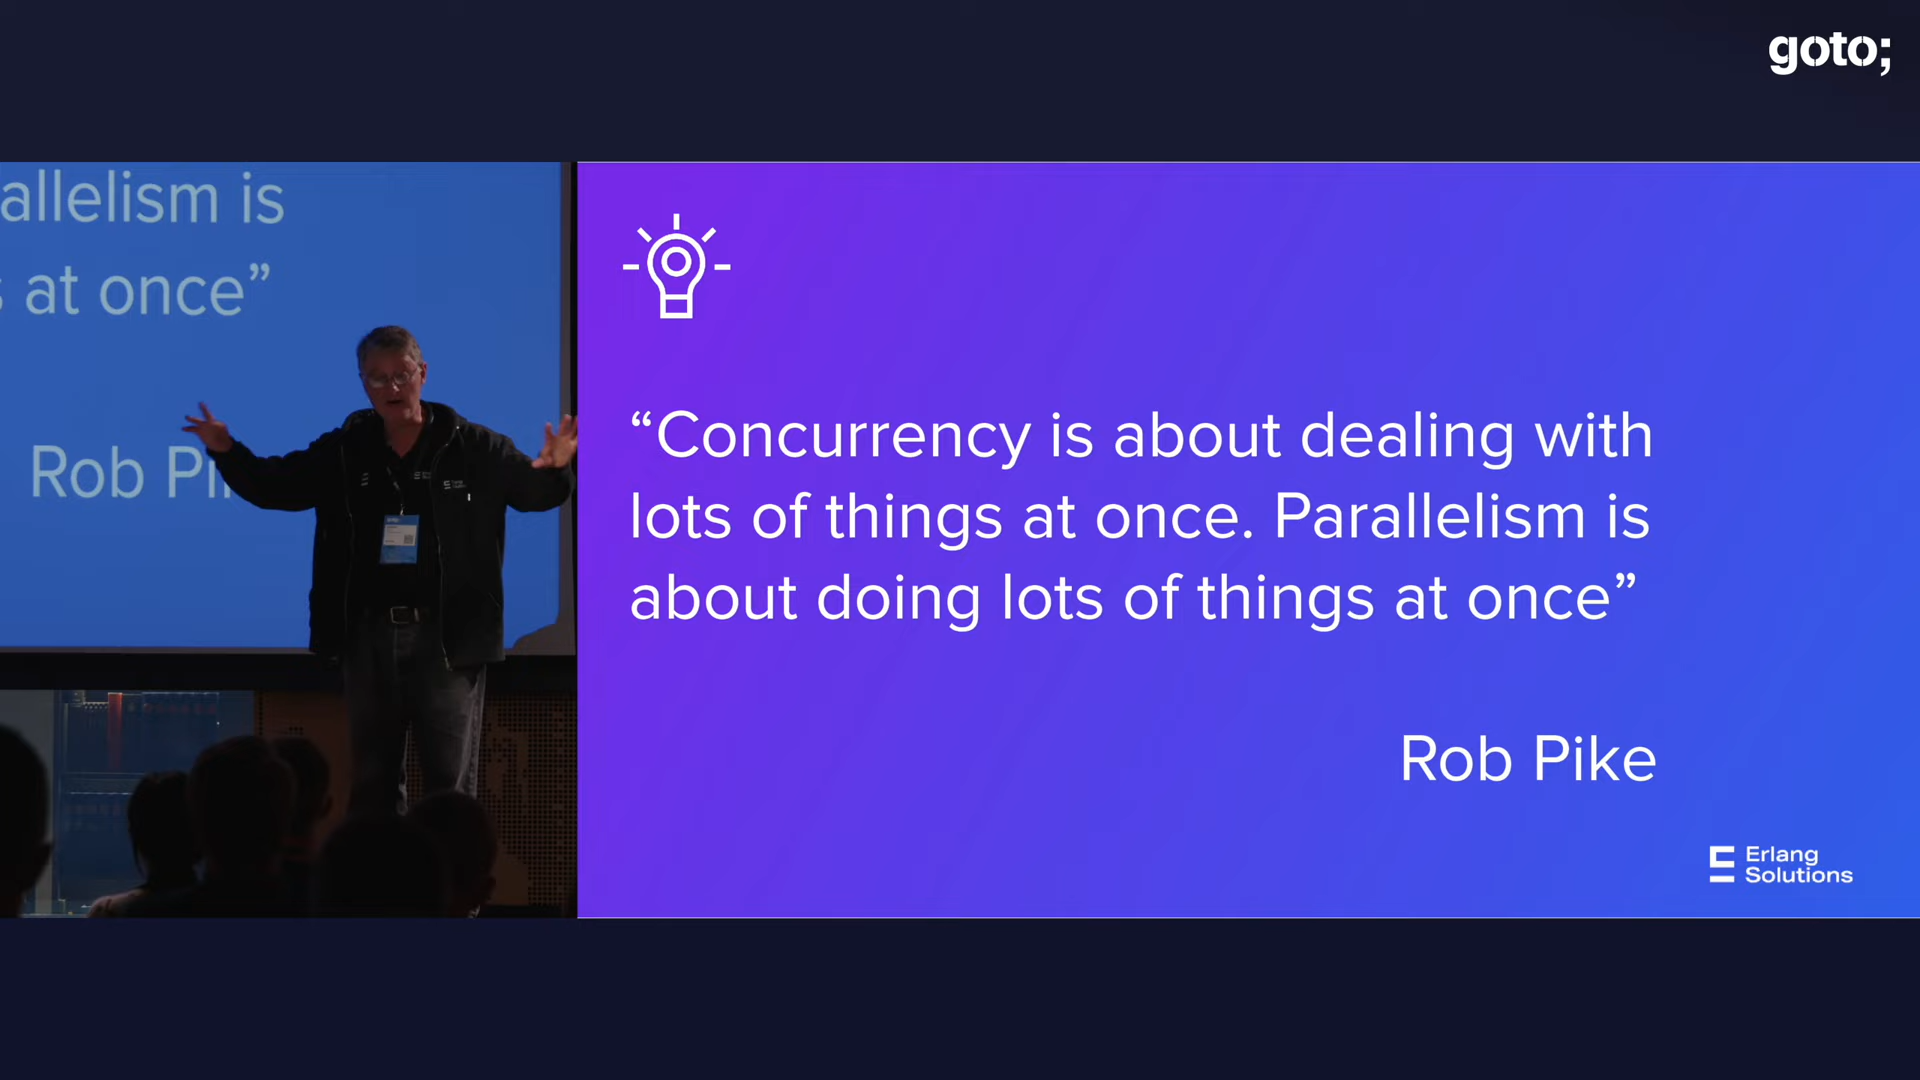 goto;
allelism is
s at once”
Rob Pi
“Concurrency is about dealing with
lots of things at once. Parallelism is
about doing lots of things at once”
Rob Pike
Erlang
Solutions